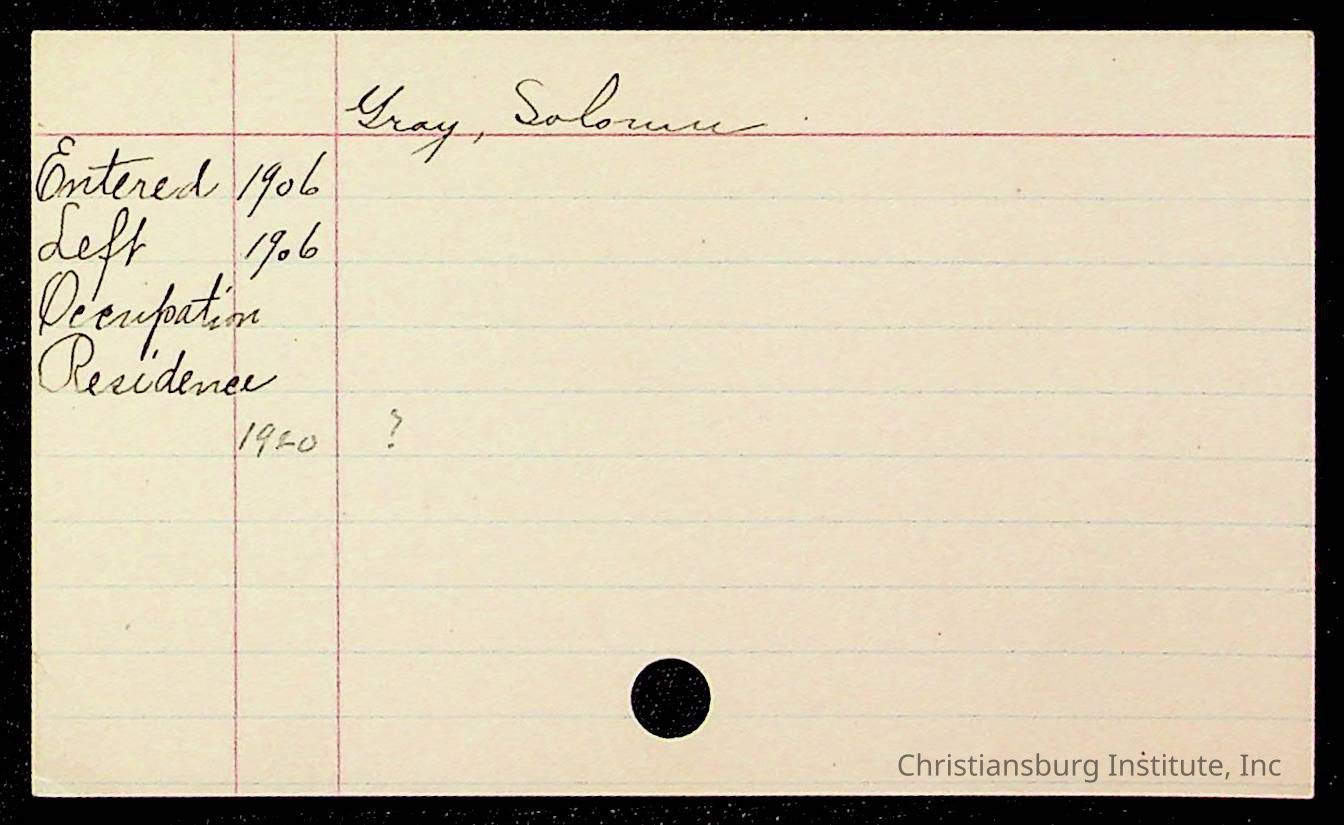 Gray, Solomon
Entered 1906
Left 1906
Occupation
Residence
1920 ?
Christiansburg Institute, Inc